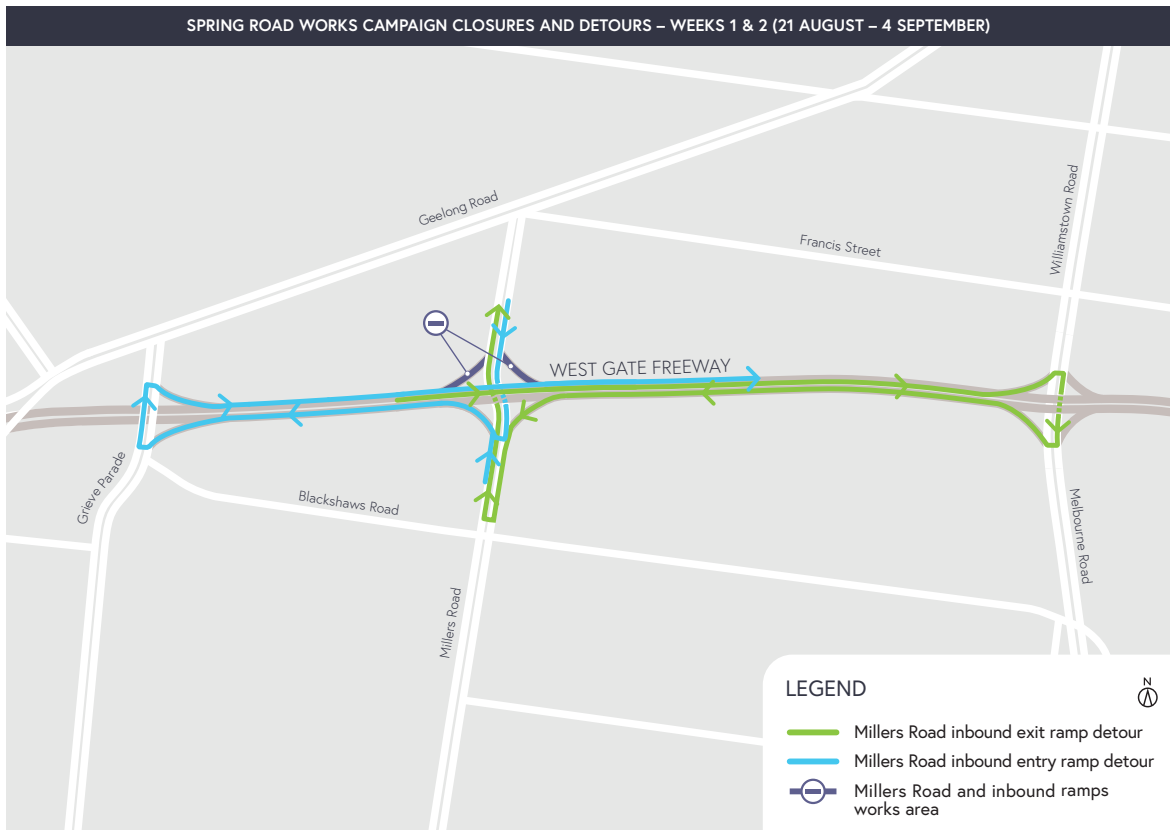 SPRING ROAD WORKS CAMPAIGN CLOSURES AND DETOURS – WEEKS 1 & 2 (21 AUGUST – 4 SEPTEMBER)
Geelong Road
Williamstown Road
Francis Street
WEST GATE FREEWAY
Grieve Parade
Blackshaws Road
Melbourne Road
Millers Road
LEGEND
N
Millers Road inbound exit ramp detour
Millers Road inbound entry ramp detour
Millers Road and inbound ramps
works area